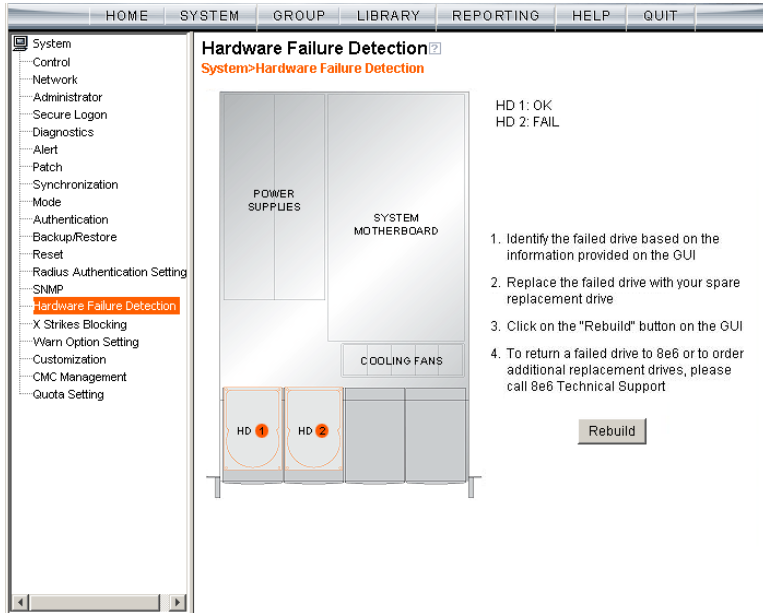 HOME SYSTEM GROUP LIBRARY REPORTING HELP QUIT
System
Control
Network
Administrator
Secure Logon
Diagnostics
Alert
Patch
Synchronization
Mode
Authentication
Backup/Restore
Reset
Radius Authentication Setting
SNMP
Hardware Failure Detection
X Strikes Blocking
Warn Option Setting
Customization
CMC Management
Quota Setting
Hardware Failure Detection?
System>Hardware Failure Detection
POWER
SUPPLIES
SYSTEM
MOTHERBOARD
COOLING FANS
HD 1
HD 2
HD 1: OK
HD 2: FAIL
1. Identify the failed drive based on the
information provided on the GUI
2. Replace the failed drive with your spare
replacement drive
3. Click on the "Rebuild" button on the GUI
4. To return a failed drive to 8e6 or to order
additional replacement drives, please
call 8e6 Technical Support
Rebuild